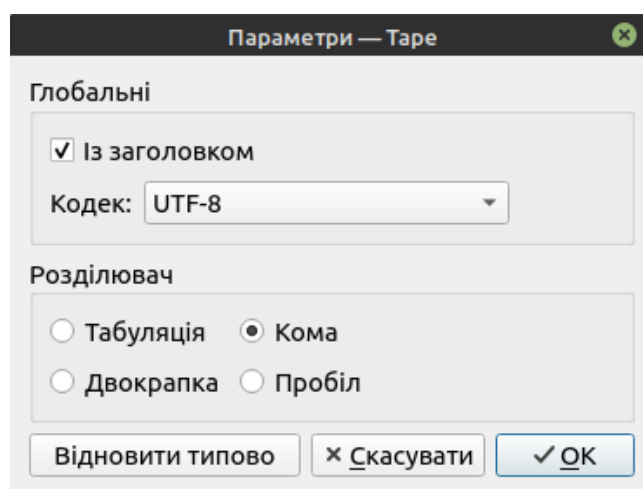 Параметри — Tape
Глобальні
Із заголовком
Кодек: UTF-8
Розділювач
Табуляція Кома
Двокрапка Пробіл
Відновити типово Скасувати OK